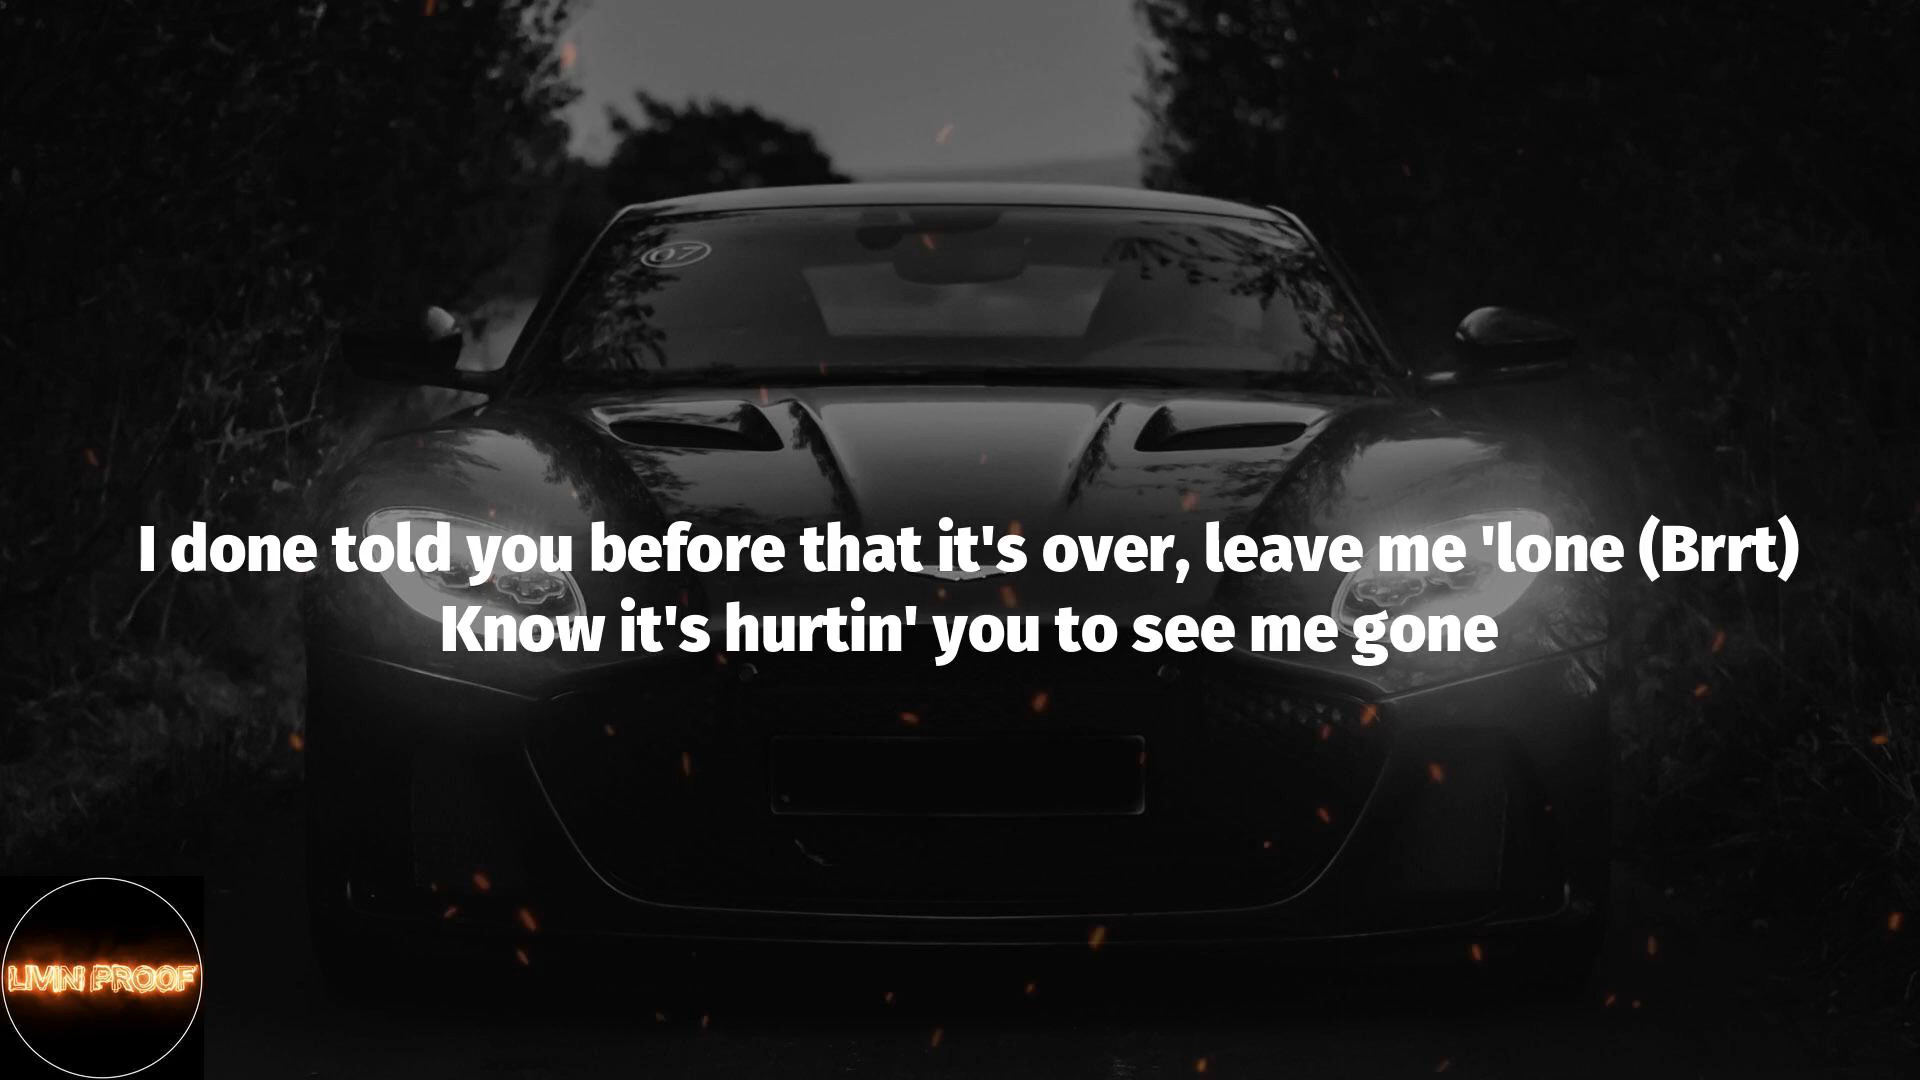 07
I done told you before that it's over, leave me 'lone (Brrt)
Know it's hurtin' you to see me gone
LIVIN PROOF